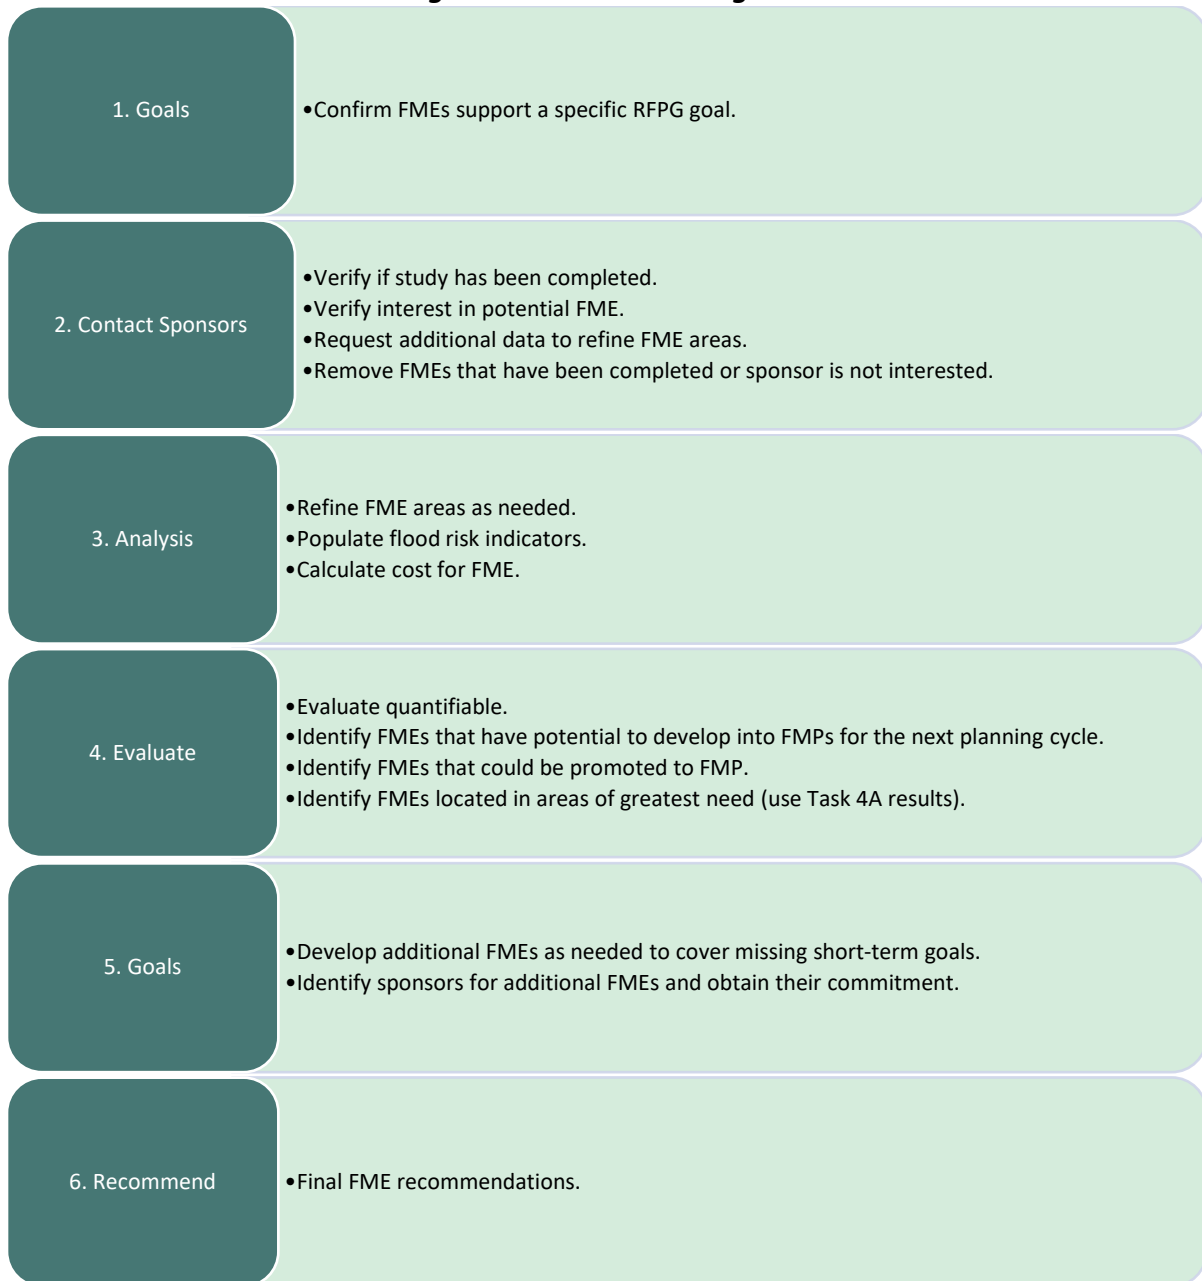 1. Goals
•Confirm FMEs support a specific RFPG goal.
2. Contact Sponsors
•Verify if study has been completed.
•Verify interest in potential FME.
•Request additional data to refine FME areas.
•Remove FMEs that have been completed or sponsor is not interested.
3. Analysis
•Refine FME areas as needed.
•Populate flood risk indicators.
•Calculate cost for FME.
4. Evaluate
•Evaluate quantifiable.
•Identify FMEs that have potential to develop into FMPs for the next planning cycle.
•Identify FMEs that could be promoted to FMP.
•Identify FMEs located in areas of greatest need (use Task 4A results).
5. Goals
•Develop additional FMEs as needed to cover missing short-term goals.
•Identify sponsors for additional FMEs and obtain their commitment.
6. Recommend
•Final FME recommendations.